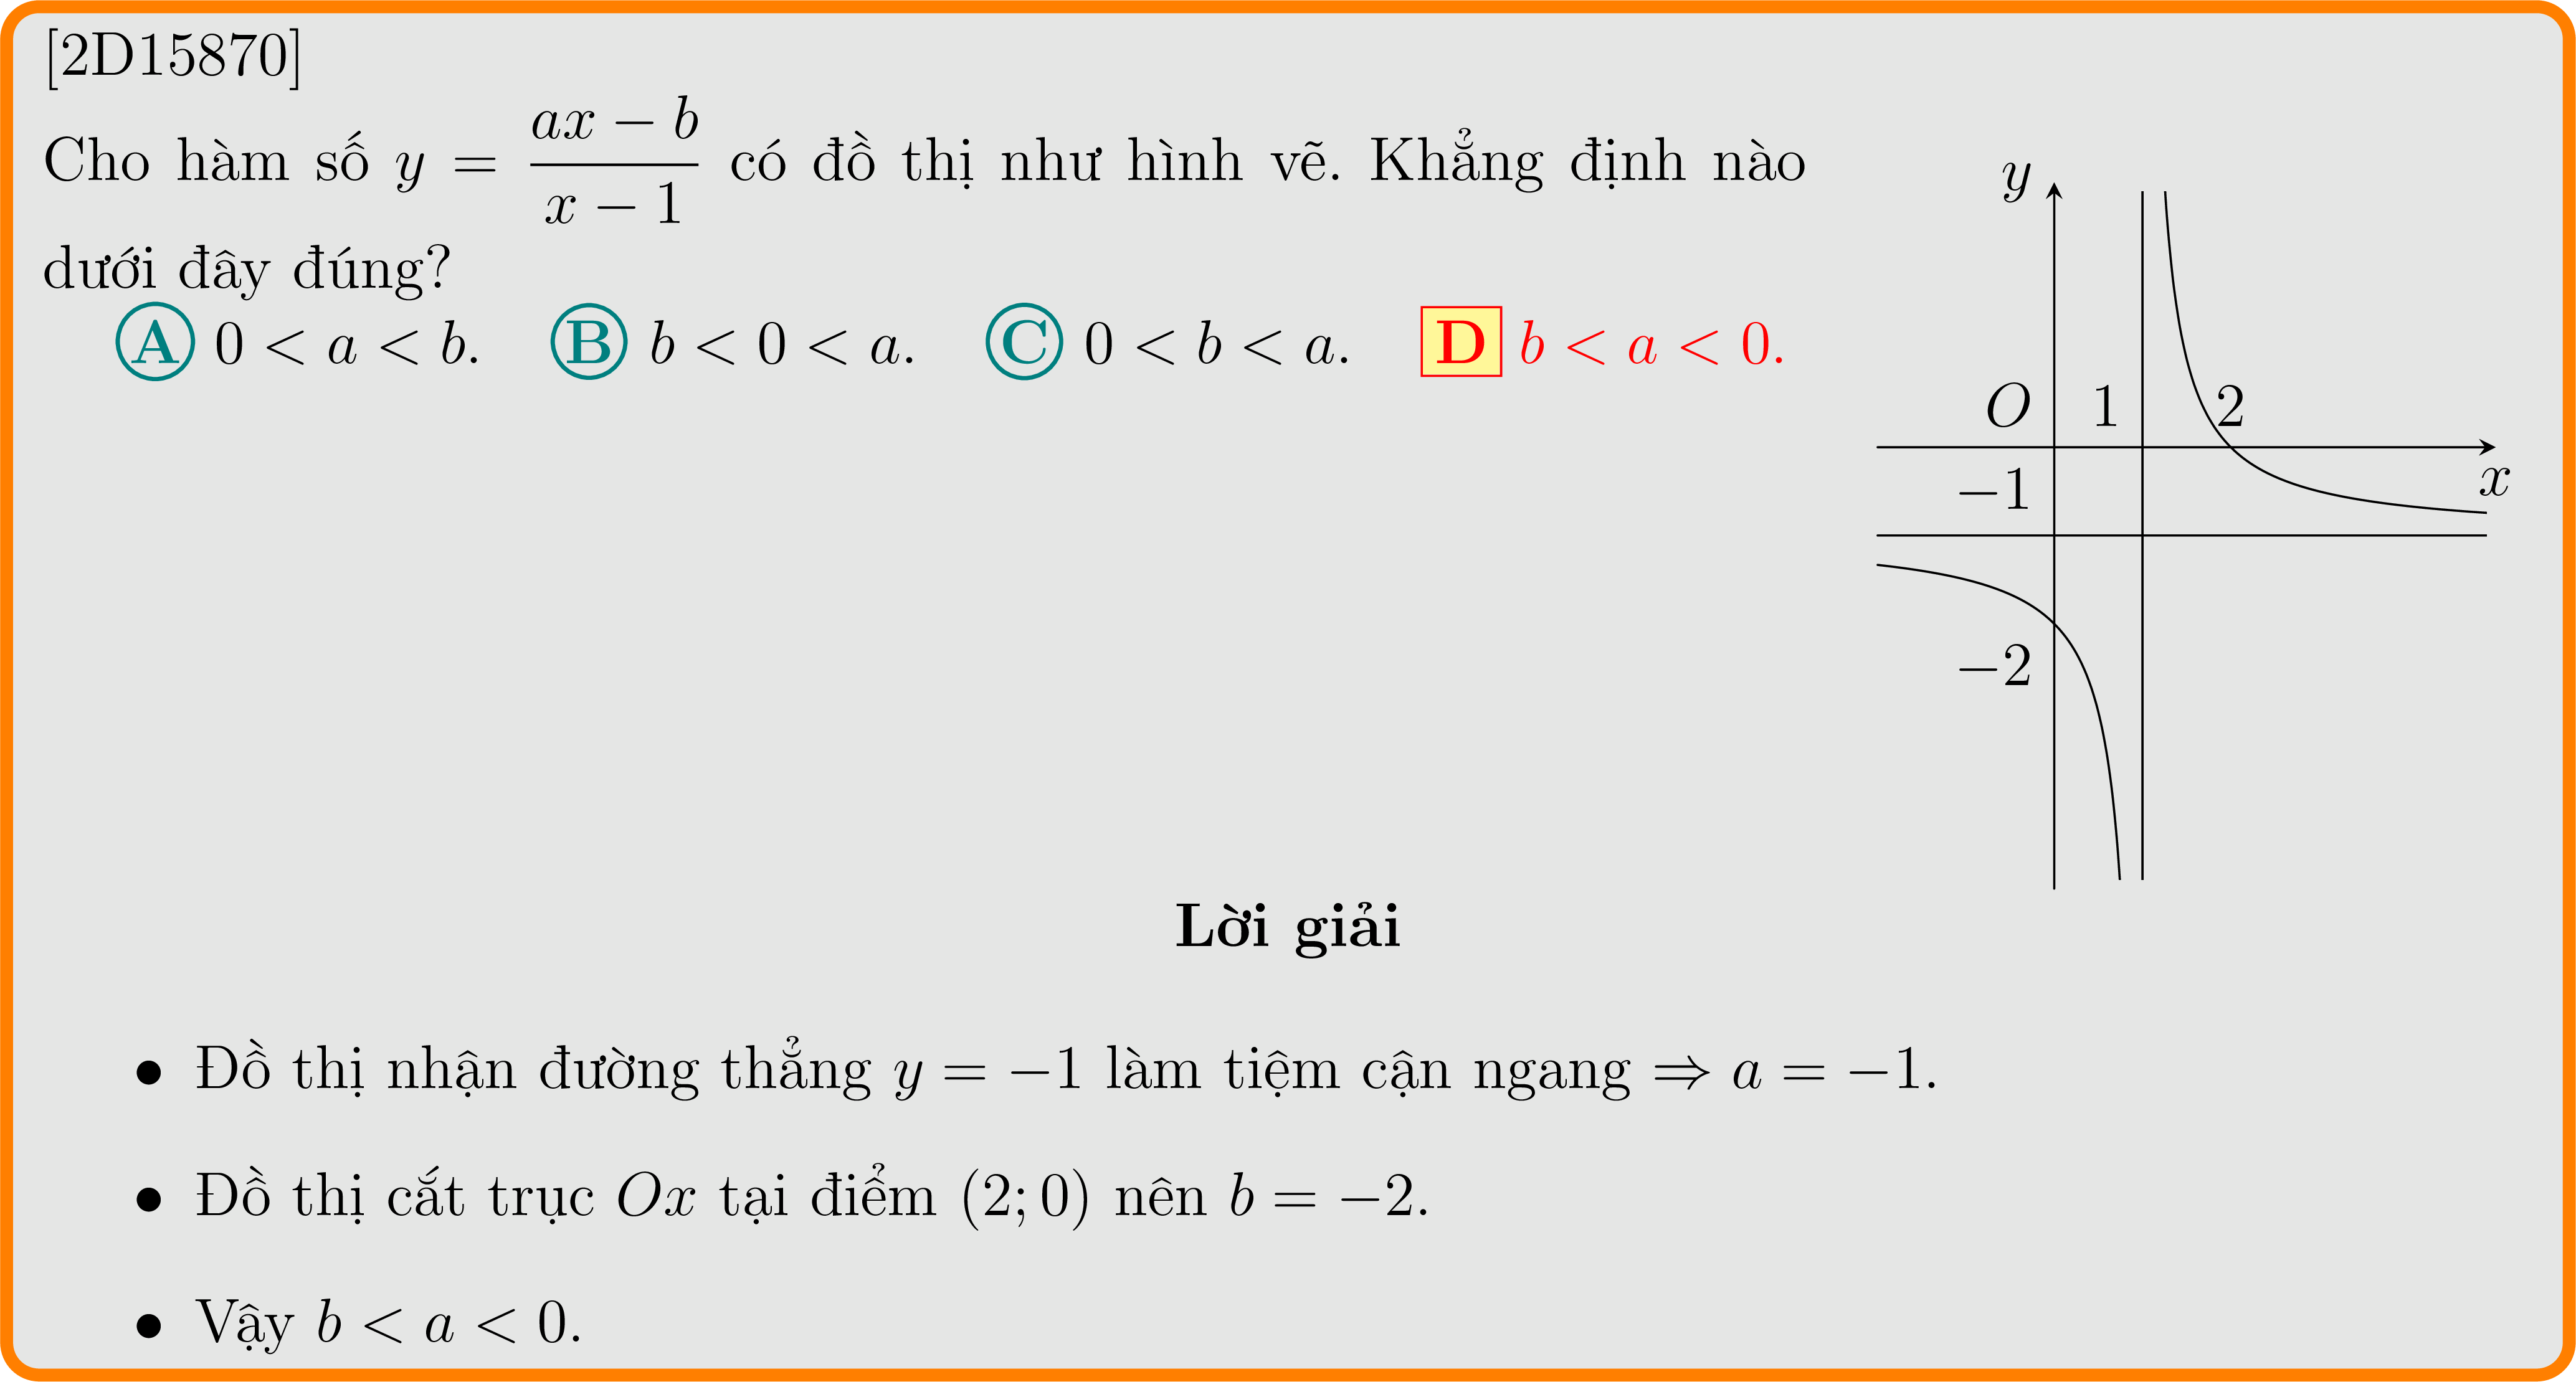 [2D15870]
Cho hàm số $y = \dfrac{ax - b}{x - 1}$ có đồ thị như hình vẽ. Khẳng định nào
dưới đây đúng?
A 0 < a < b. B b < 0 < a. C 0 < b < a. D b < a < 0.
y
O 1 2
x
−1
−2
Lời giải
• Đồ thị nhận đường thẳng y = −1 làm tiệm cận ngang ⇒ a = −1.
• Đồ thị cắt trục Ox tại điểm (2; 0) nên b = −2.
• Vậy b < a < 0.